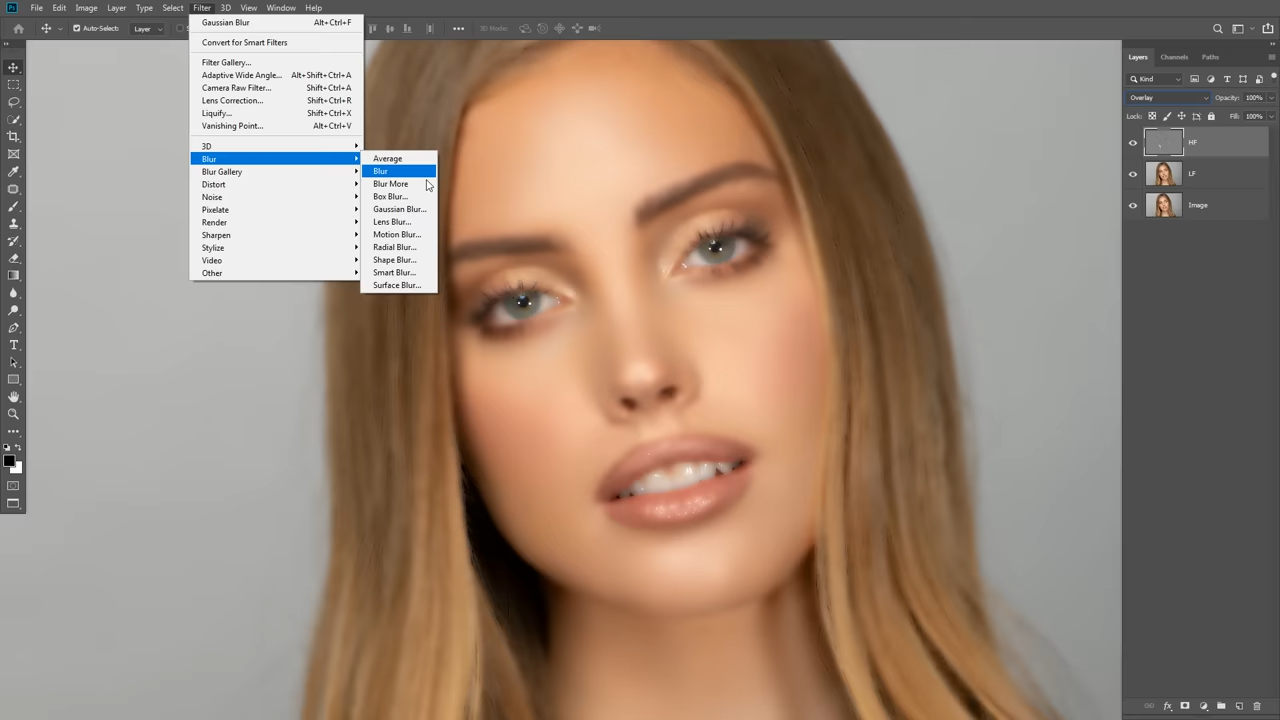 Ps File Edit Image Layer Type Select Filter 3D View Window Help
Auto-Select: Layer 3D Mode:
Gaussian Blur Alt+Ctrl+F
Convert for Smart Filters
Filter Gallery...
Adaptive Wide Angle... Alt+Shift+Ctrl+A
Camera Raw Filter... Shift+Ctrl+A
Lens Correction... Shift+Ctrl+R
Liquify... Shift+Ctrl+X
Vanishing Point... Alt+Ctrl+V
3D
Blur
Blur Gallery
Distort
Noise
Pixelate
Render
Sharpen
Stylize
Video
Other
Average
Blur
Blur More
Box Blur...
Gaussian Blur...
Lens Blur...
Motion Blur...
Radial Blur...
Shape Blur...
Smart Blur...
Surface Blur...
Layers Channels Paths
Kind
Overlay Opacity: 100%
Lock: Fill: 100%
HF
LF
Image